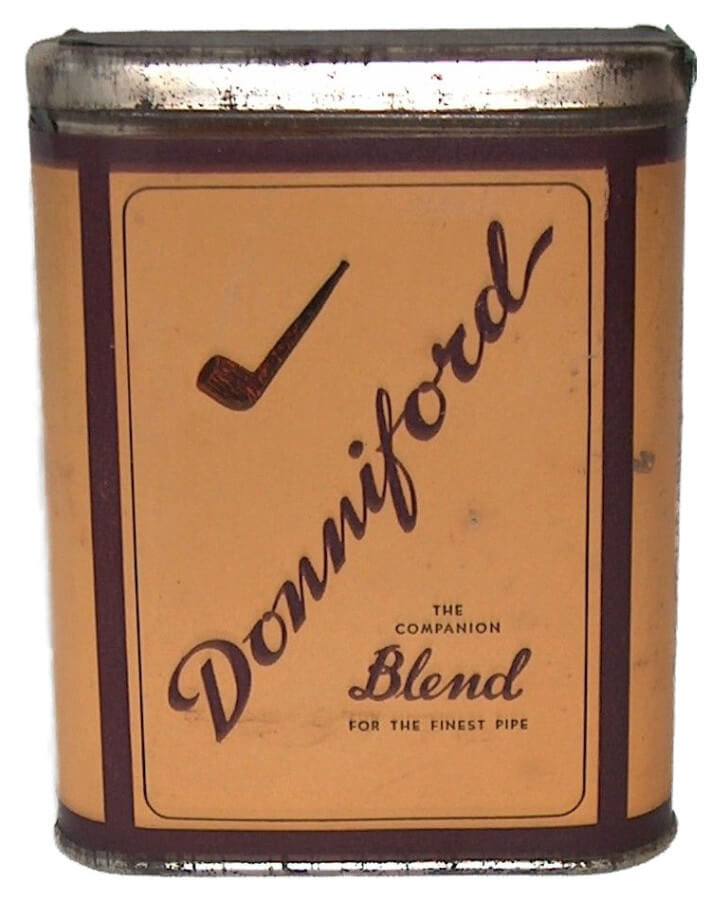 Donniford
THE
COMPANION
Blend
FOR THE FINEST PIPE